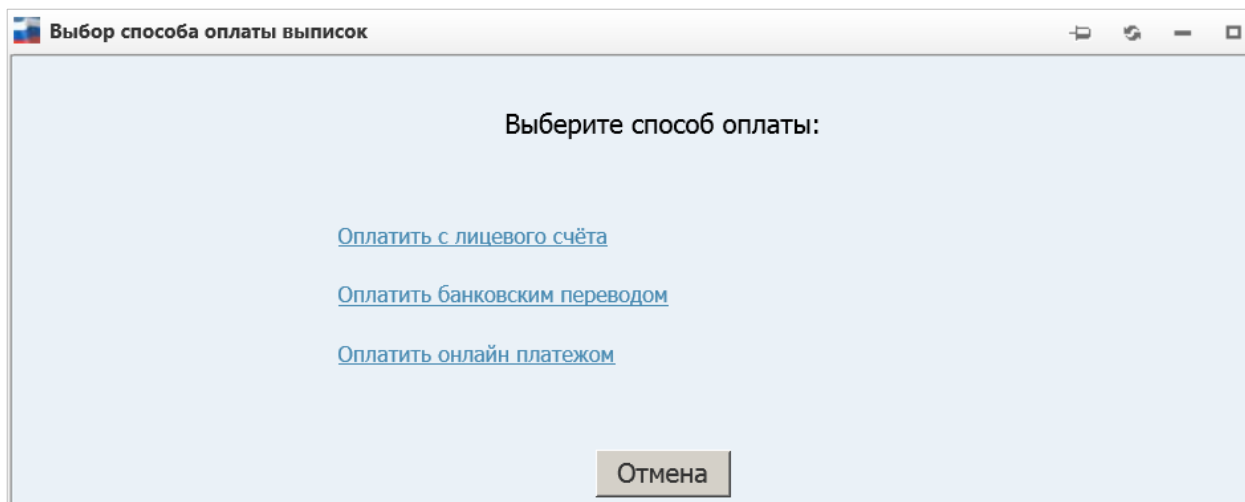 Выбор способа оплаты выписок
Выберите способ оплаты:
Оплатить с лицевого счёта
Оплатить банковским переводом
Оплатить онлайн платежом
Отмена